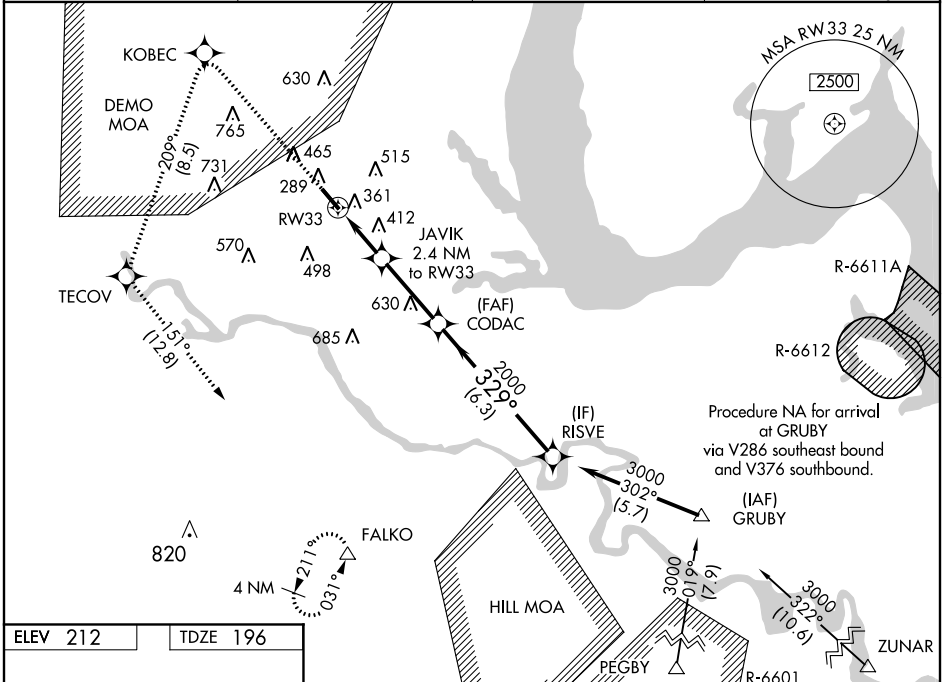 MSA RW33 25 NM
2500
KOBEC
630
DEMO
MOA
765
209°
(8.5)
731
465
515
289
361
RW33
412
JAVIK
2.4 NM
to RW33
570
498
TECOV
630
(FAF)
CODAC
R-6611A
151°
(12.8)
685
R-6612
2000
329°
(6.3)
(IF)
RISVE
Procedure NA for arrival
at GRUBY
via V286 southeast bound
and V376 southbound.
3000
302°
(5.7)
(IAF)
GRUBY
820
FALKO
211°
031°
4 NM
HILL MOA
3000
019°
(7.9)
3000
322°
(10.6)
ZUNAR
PEGBY
R-6601
ELEV 212
TDZE 196